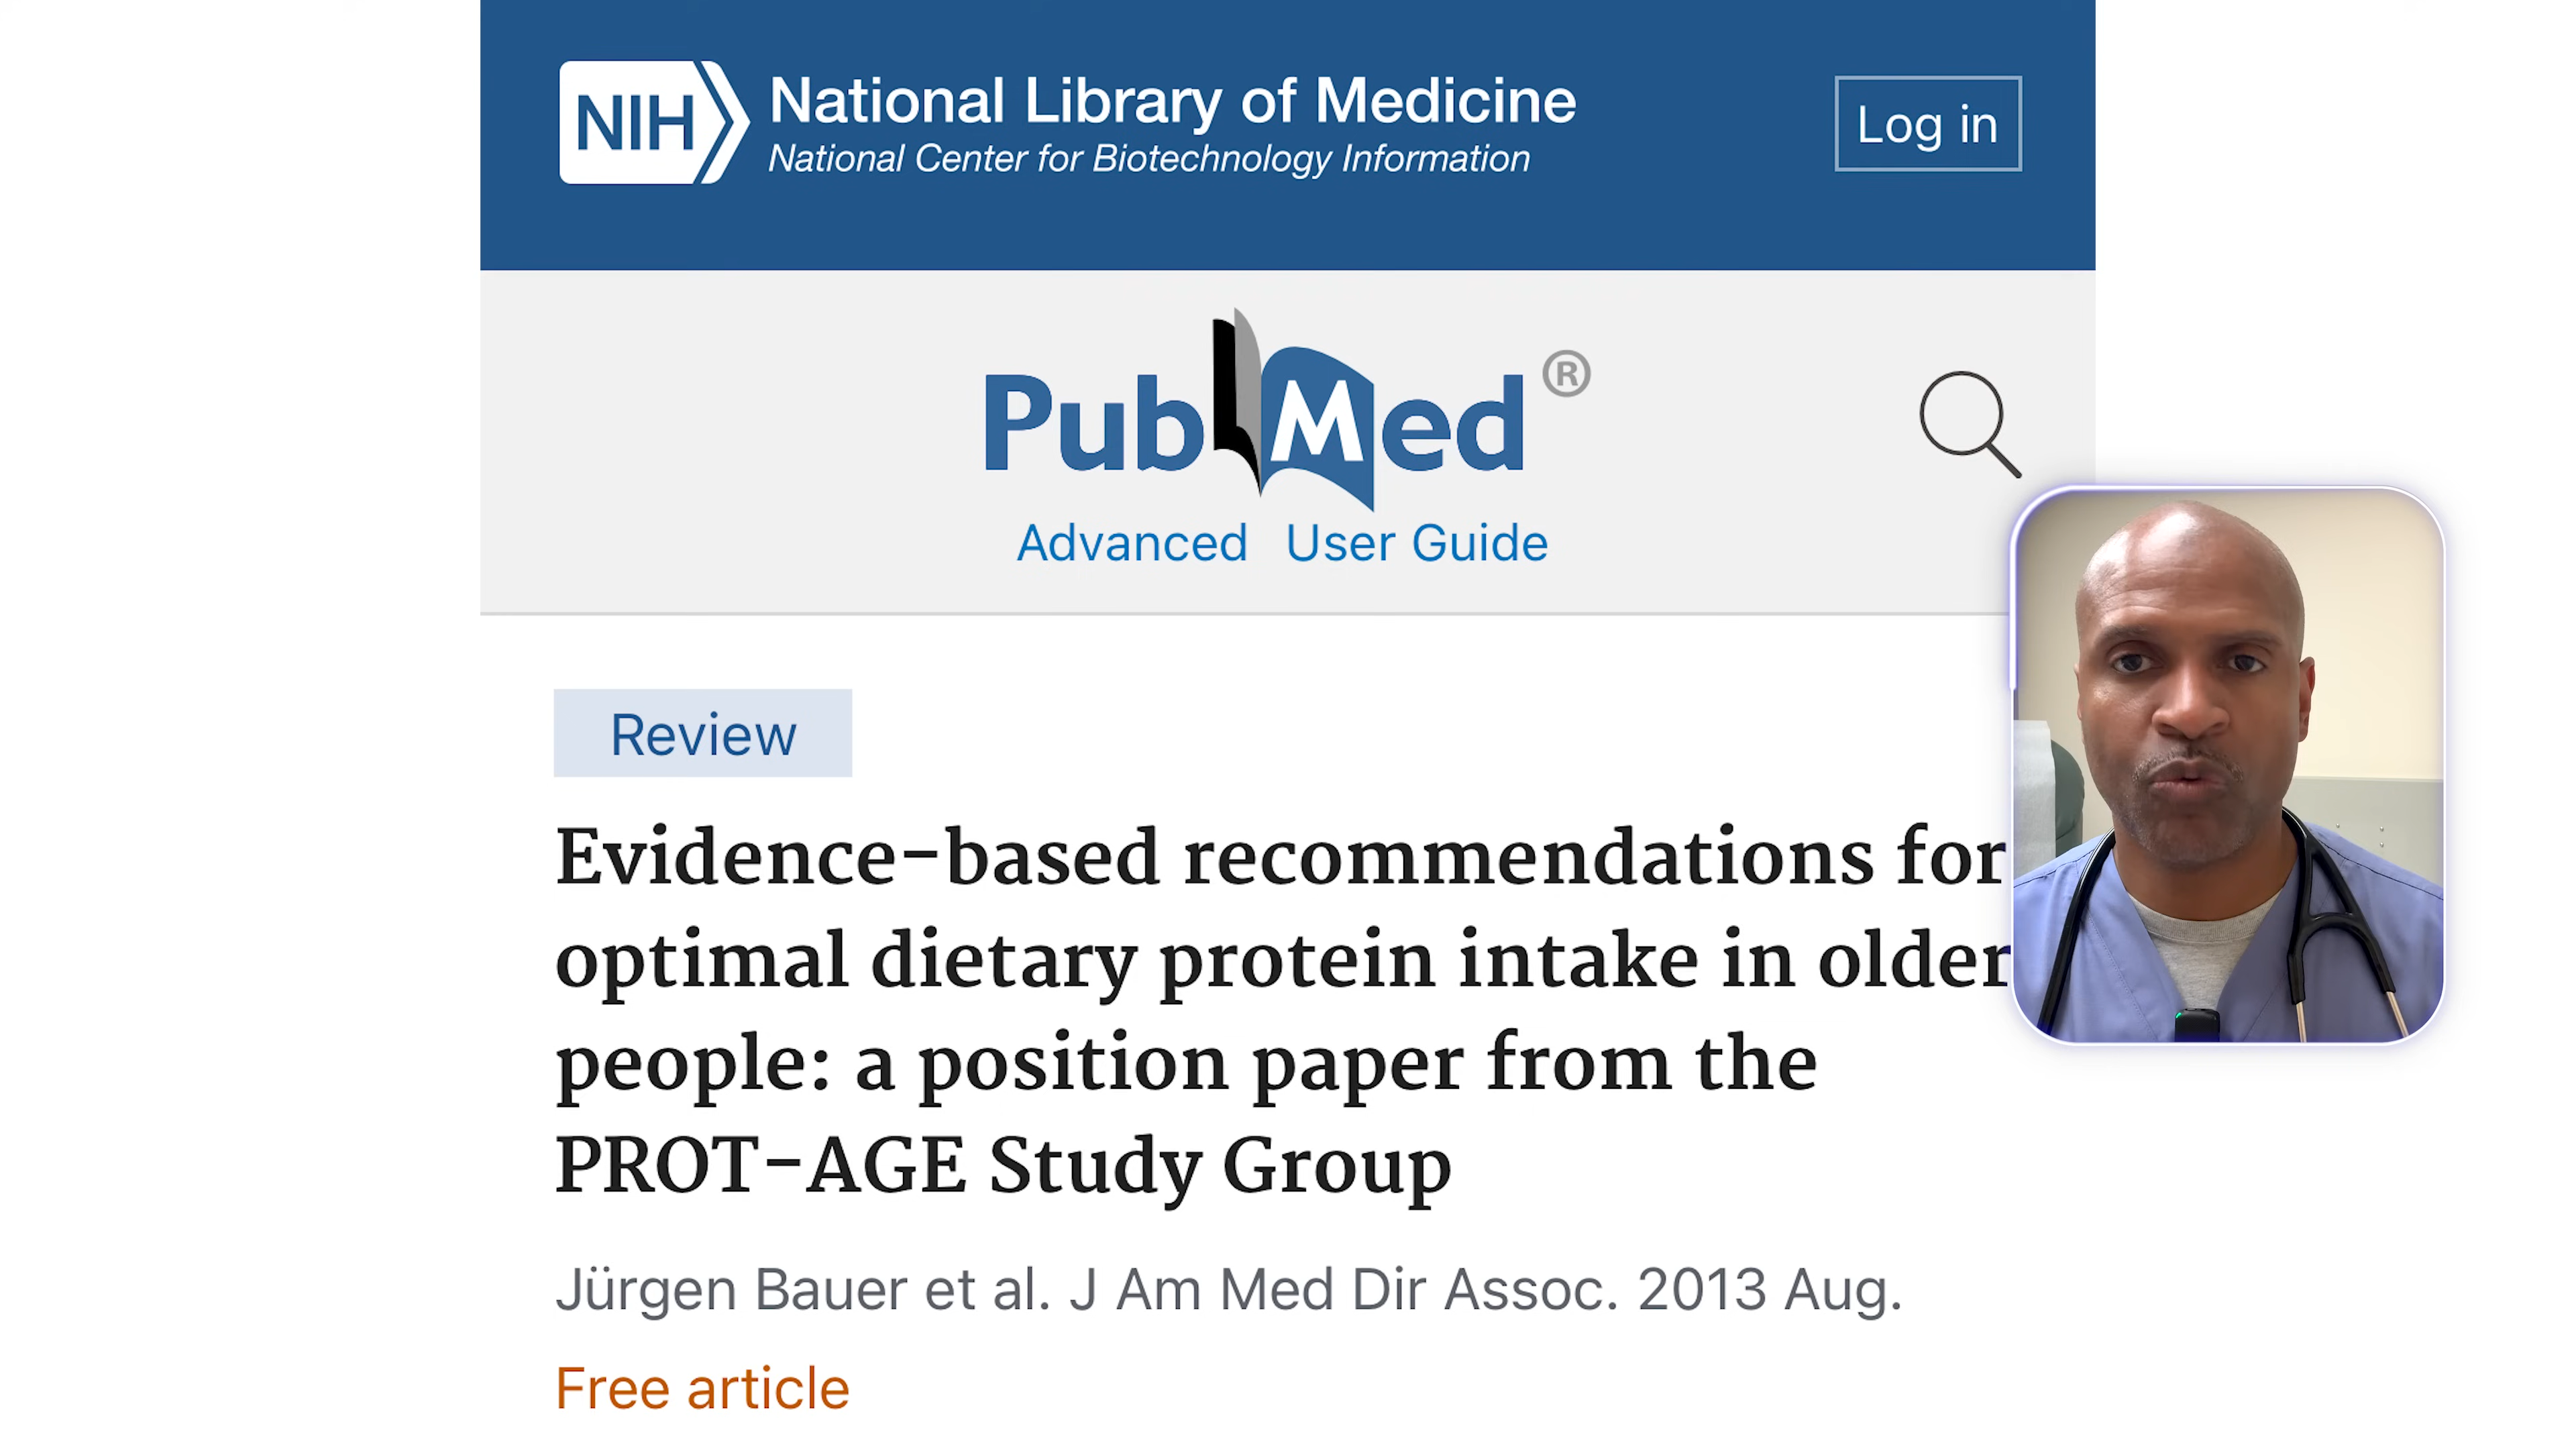 NIH National Library of Medicine
National Center for Biotechnology Information
Log in
PubMed®
Advanced User Guide
Review
Evidence-based recommendations for
optimal dietary protein intake in older
people: a position paper from the
PROT-AGE Study Group
Jürgen Bauer et al. J Am Med Dir Assoc. 2013 Aug.
Free article